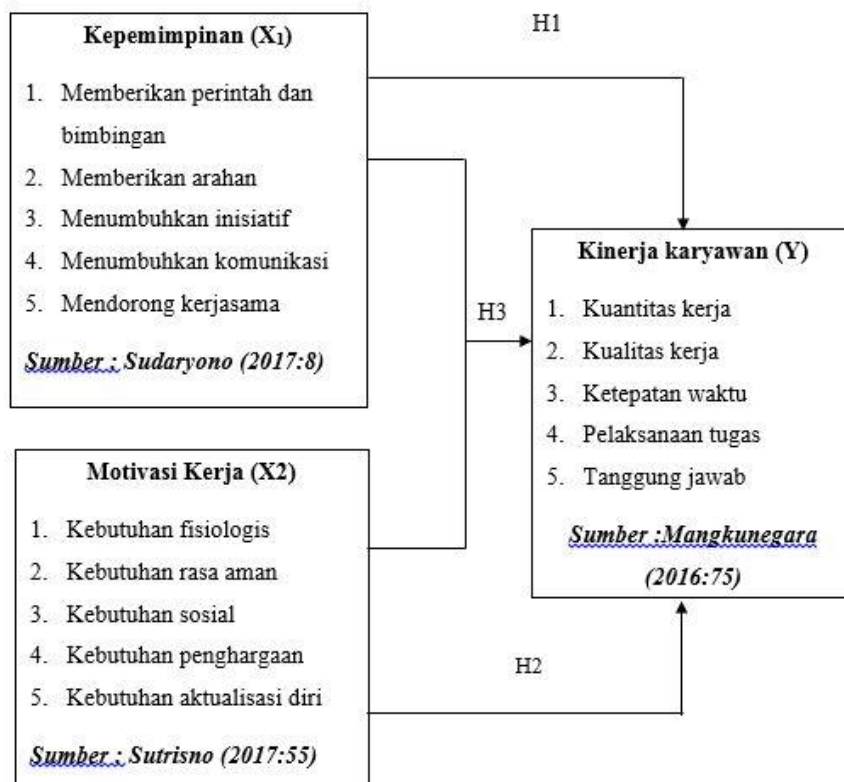 Kepemimpinan (X₁)
1. Memberikan perintah dan
bimbingan
2. Memberikan arahan
3. Menumbuhkan inisiatif
4. Menumbuhkan komunikasi
5. Mendorong kerjasama
Sumber : Sudaryono (2017:8)
H1
H3
Motivasi Kerja (X2)
1. Kebutuhan fisiologis
2. Kebutuhan rasa aman
3. Kebutuhan sosial
4. Kebutuhan penghargaan
5. Kebutuhan aktualisasi diri
Sumber : Sutrisno (2017:55)
H2
Kinerja karyawan (Y)
1. Kuantitas kerja
2. Kualitas kerja
3. Ketepatan waktu
4. Pelaksanaan tugas
5. Tanggung jawab
Sumber :Mangkunegara
(2016:75)